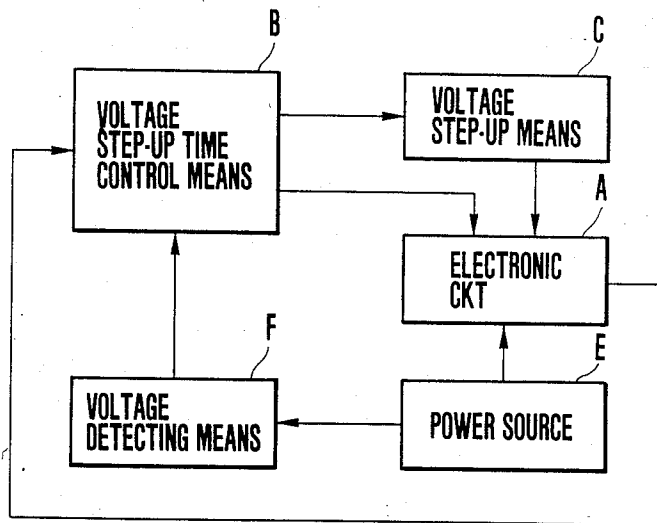 B
VOLTAGE
STEP-UP TIME
CONTROL MEANS
C
VOLTAGE
STEP-UP MEANS
A
ELECTRONIC
CKT
F
VOLTAGE
DETECTING MEANS
E
POWER SOURCE